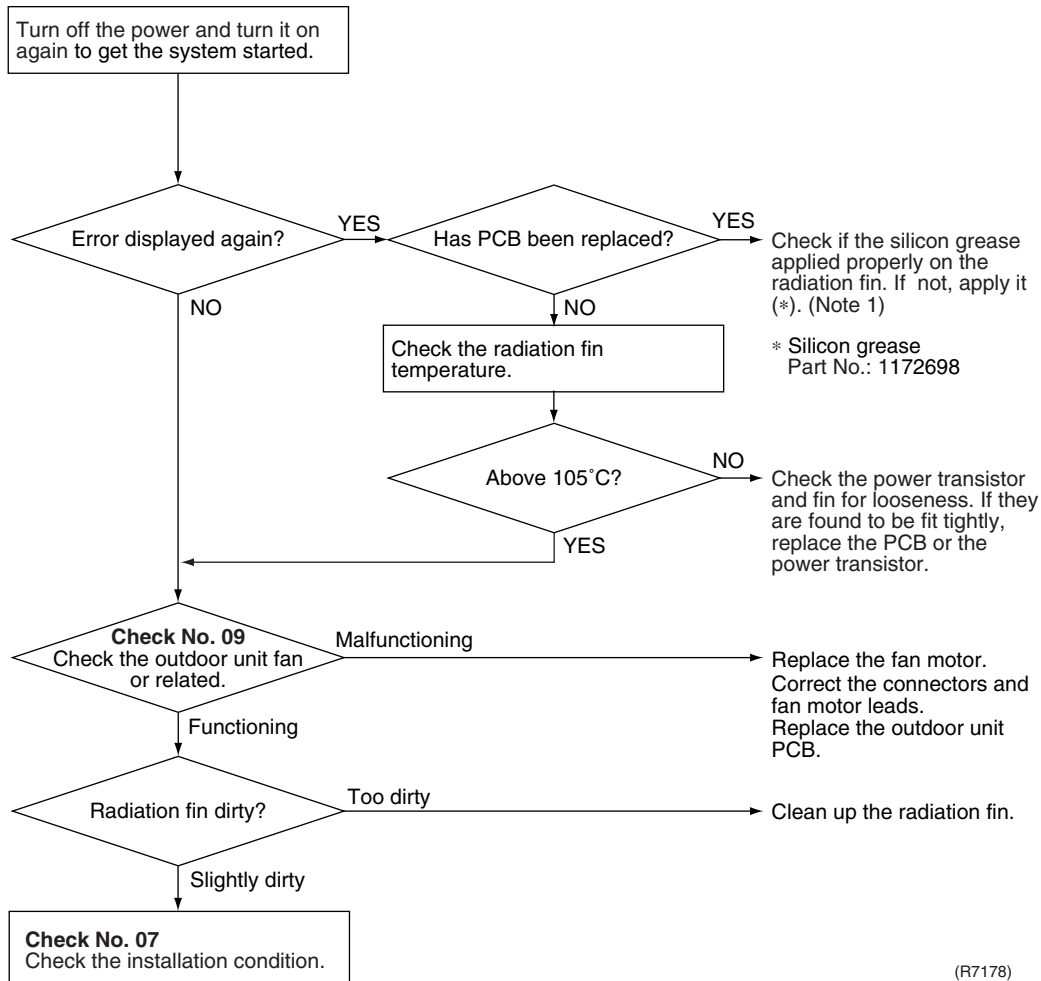 Turn off the power and turn it on
again to get the system started.
Error displayed again?
YES
Has PCB been replaced?
YES
Check if the silicon grease
applied properly on the
radiation fin. If not, apply it
(*). (Note 1)
* Silicon grease
Part No.: 1172698
NO
NO
Check the radiation fin
temperature.
Above 105˚C?
NO
Check the power transistor
and fin for looseness. If they
are found to be fit tightly,
replace the PCB or the
power transistor.
YES
Check No. 09
Check the outdoor unit fan
or related.
Malfunctioning
Replace the fan motor.
Correct the connectors and
fan motor leads.
Replace the outdoor unit
PCB.
Functioning
Radiation fin dirty?
Too dirty
Clean up the radiation fin.
Slightly dirty
Check No. 07
Check the installation condition.
(R7178)